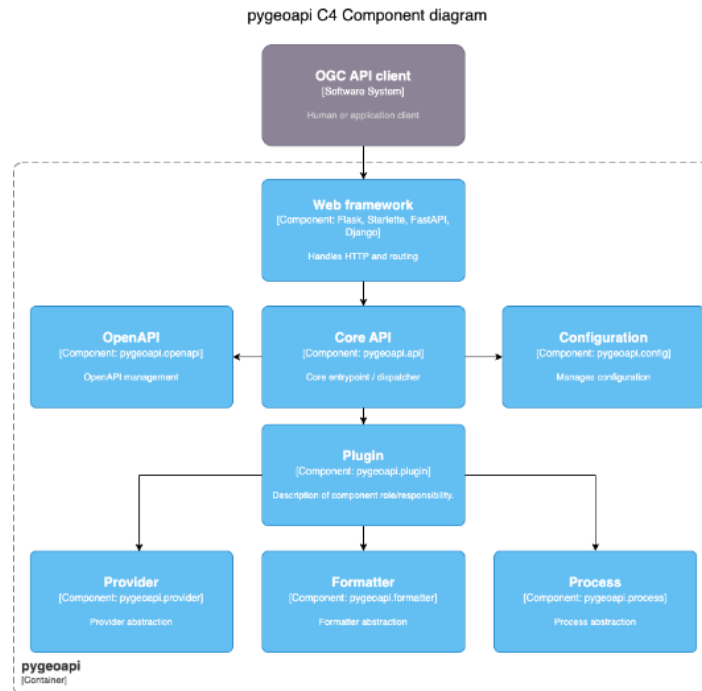 pygeoapi C4 Component diagram
OGC API client
[Software System]
Human or application client
Web framework
[Component: Flask, Starlette, FastAPI,
Django]
Handles HTTP and routing
OpenAPI
[Component: pygeoapi.openapi]
OpenAPI management
Core API
[Component: pygeoapi.api]
Core entrypoint / dispatcher
Configuration
[Component: pygeoapi.config]
Manages configuration
Plugin
[Component: pygeoapi.plugin]
Description of component role/responsibility.
Provider
[Component: pygeoapi.provider]
Provider abstraction
Formatter
[Component: pygeoapi.formatter]
Formatter abstraction
Process
[Component: pygeoapi.process]
Process abstraction
pygeoapi
[Container]